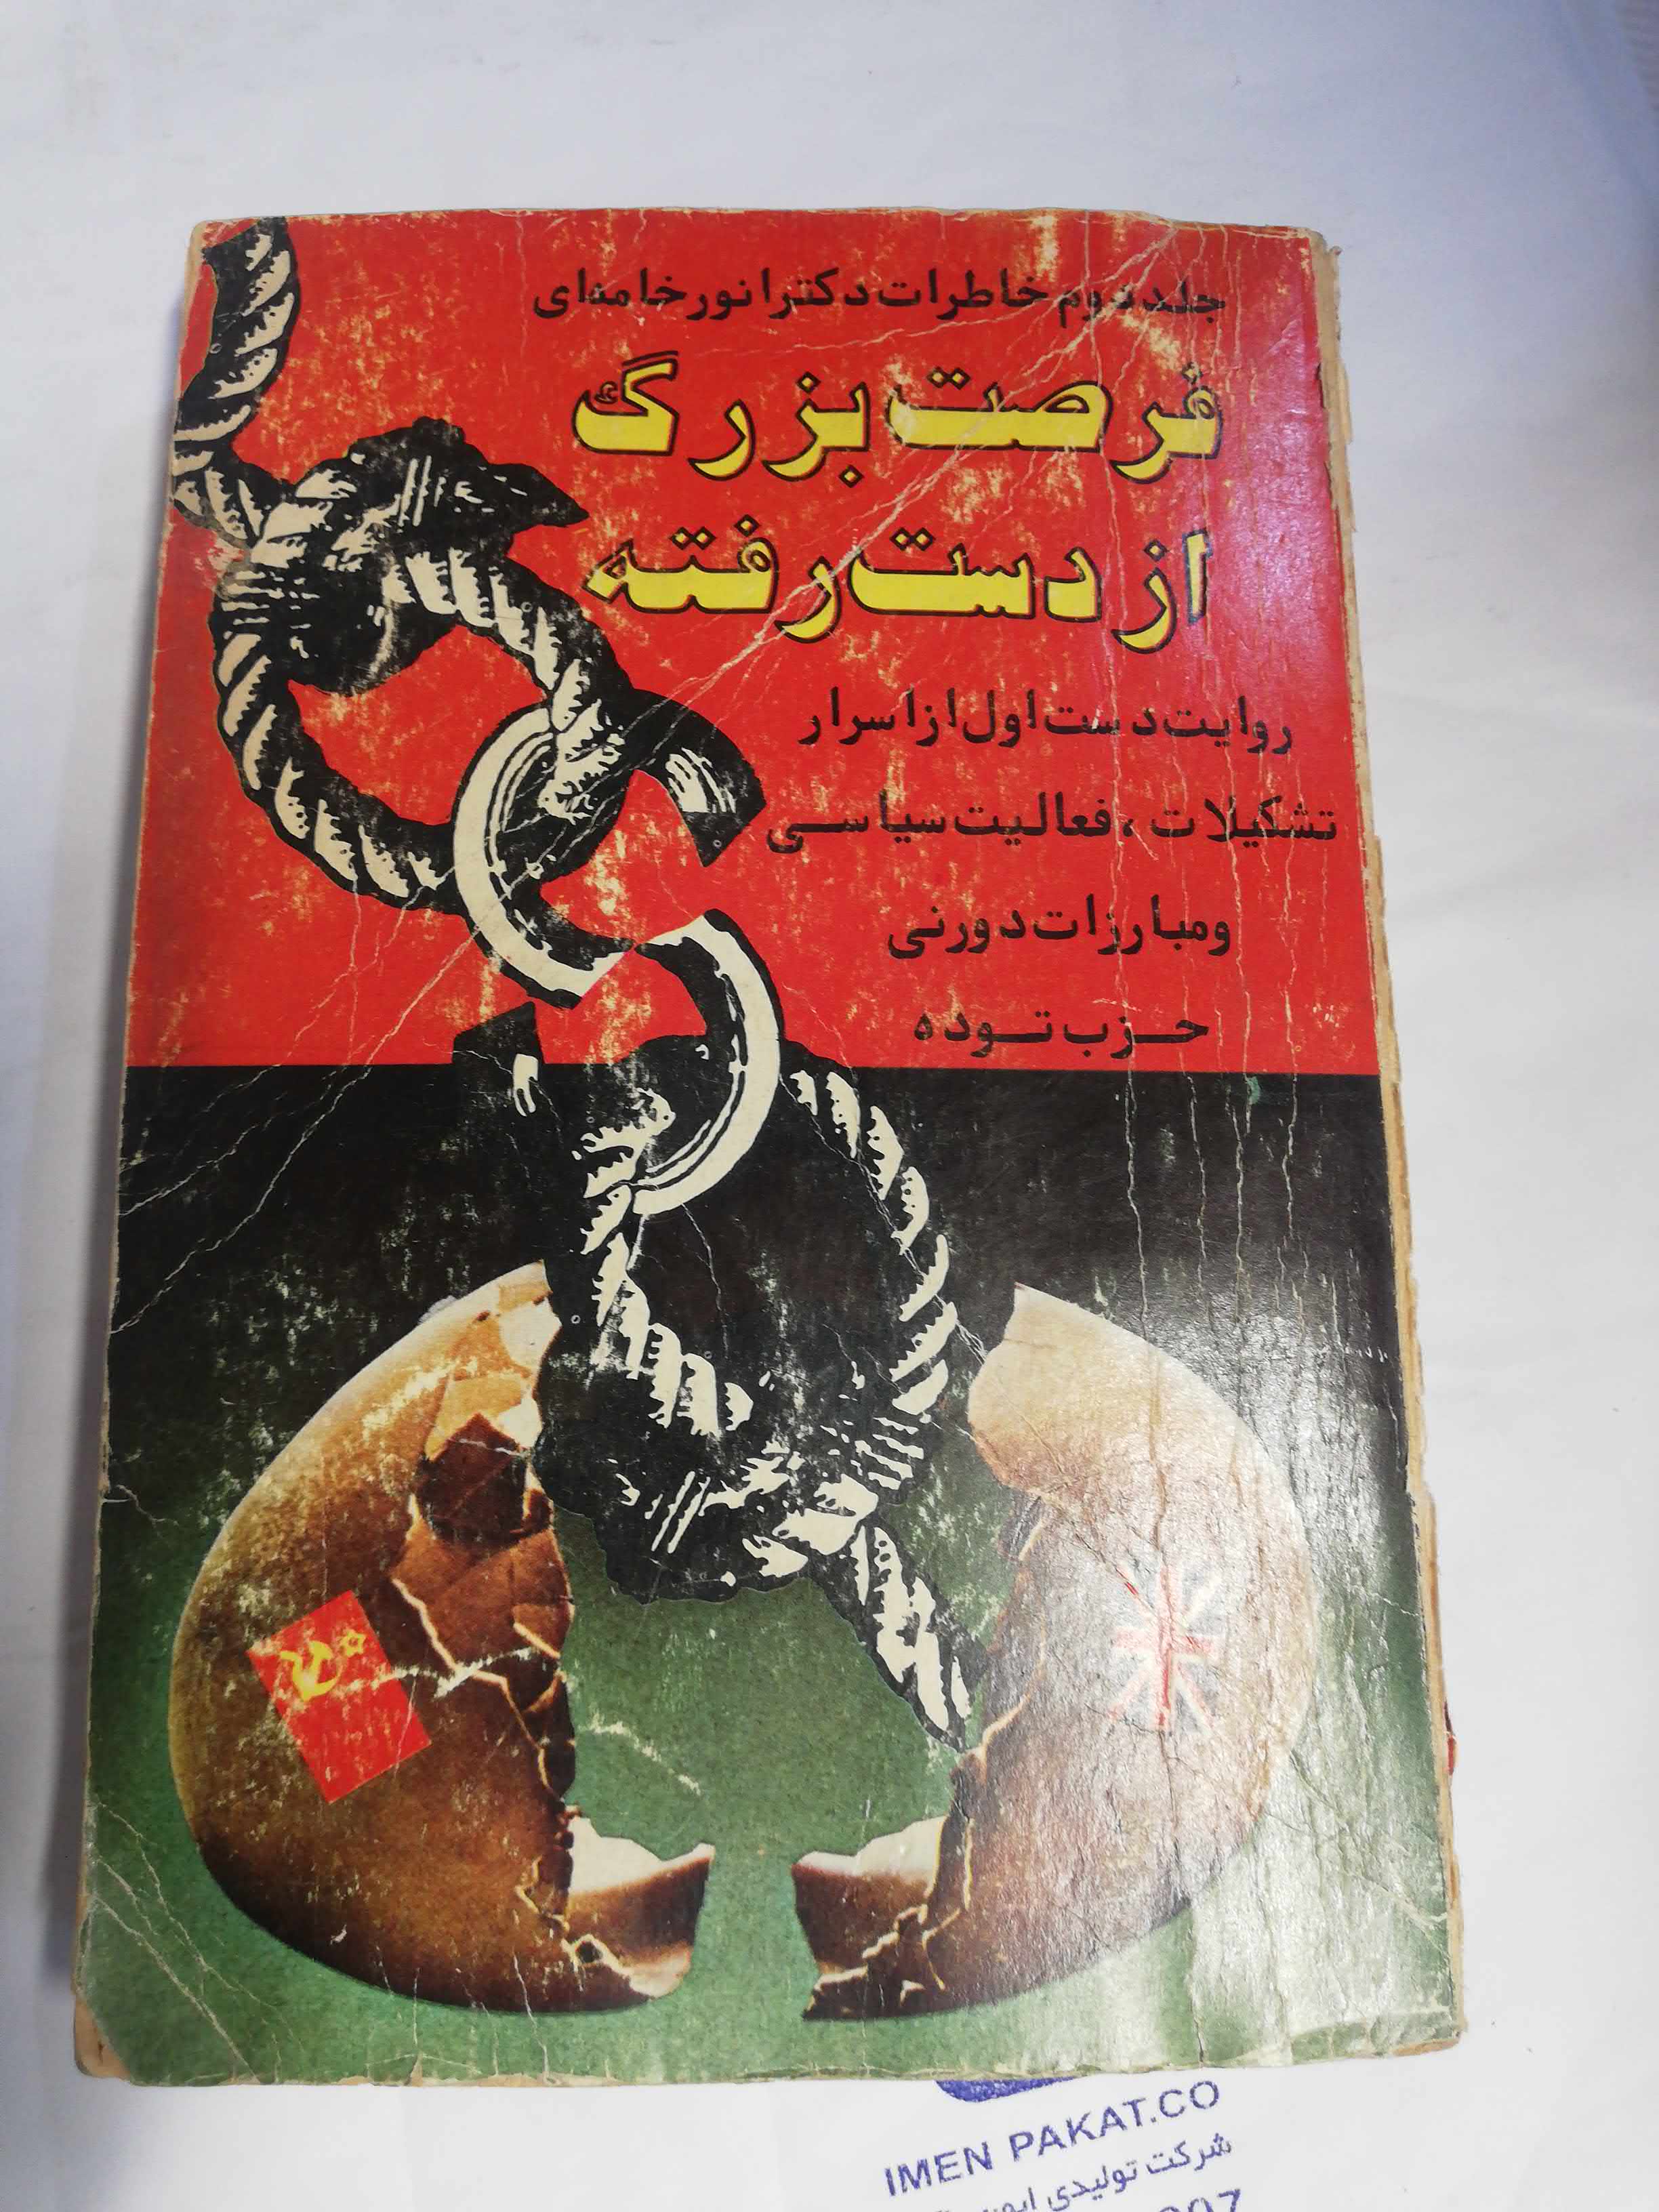 جلد دوم خاطرات دکتر انور خامه‌ای
فرصت بزرگ
از دست رفته
روایت دست اول از اسرار
تشکیلات ، فعالیت سیاسی
و مبارزات دورنی
حزب توده
IMEN PAKAT.CO
شرکت تولیدی